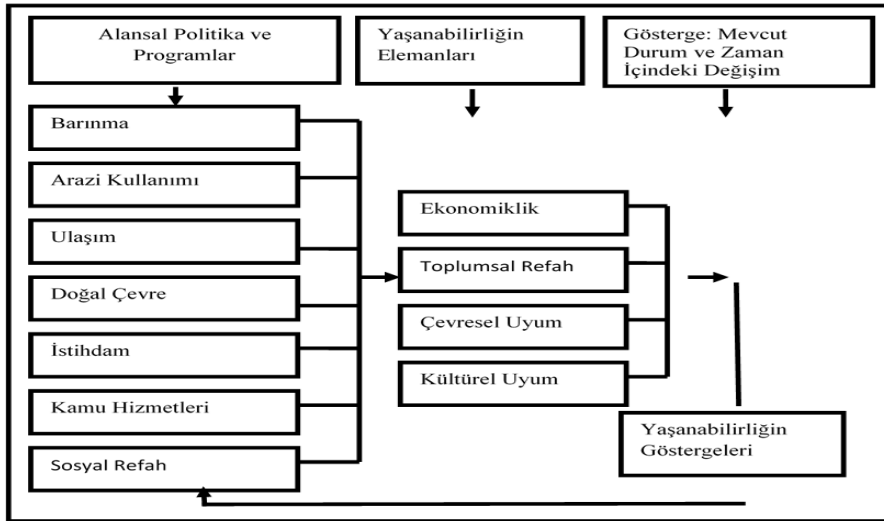 Alansal Politika ve
Programlar
Yaşanabilirliğin
Elemanları
Gösterge: Mevcut
Durum ve Zaman
İçindeki Değişim
Barınma
Arazi Kullanımı
Ulaşım
Doğal Çevre
İstihdam
Kamu Hizmetleri
Sosyal Refah
Ekonomiklik
Toplumsal Refah
Çevresel Uyum
Kültürel Uyum
Yaşanabilirliğin
Göstergeleri